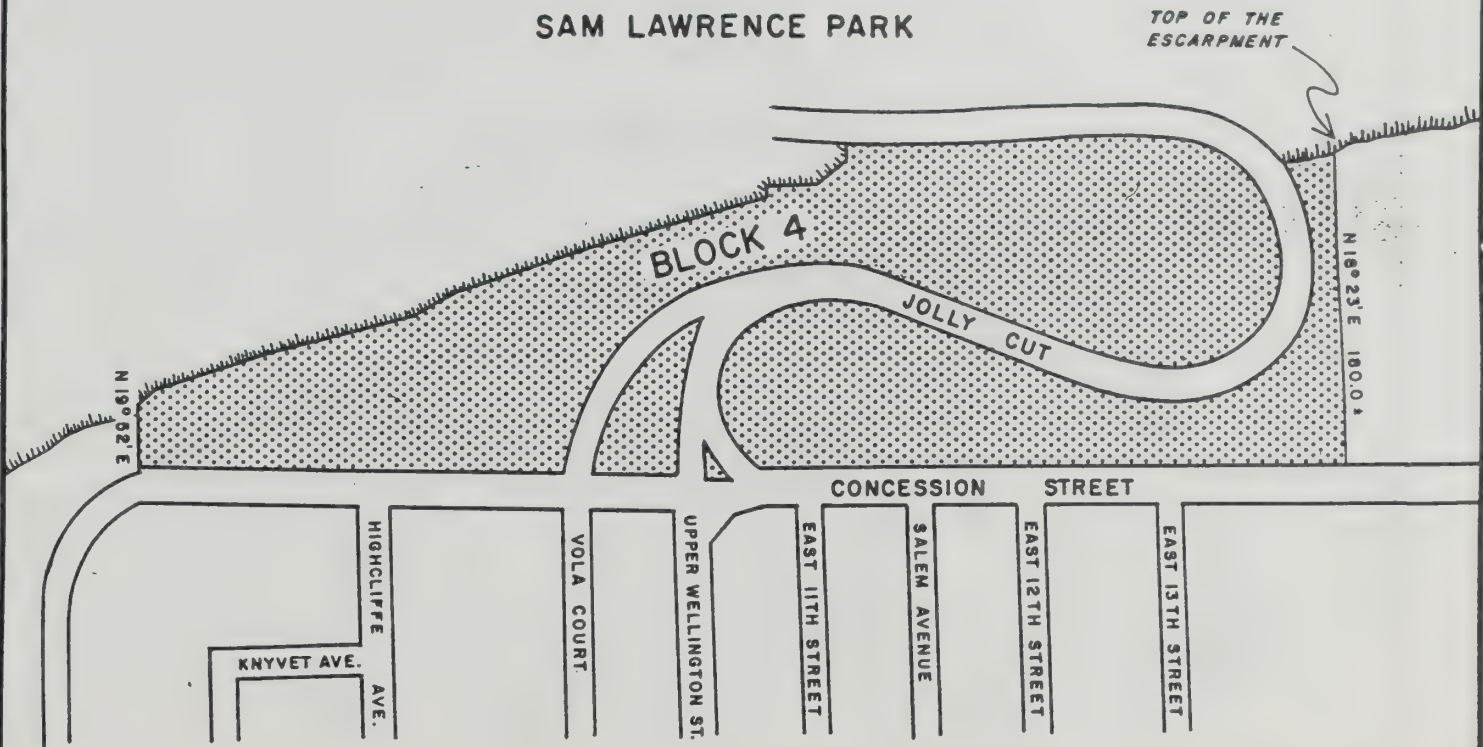 SAM LAWRENCE PARK
TOP OF THE
ESCARPMENT
BLOCK 4
JOLLY CUT
N 18° 23' E 180.0 ±
N 19° 52' E
CONCESSION STREET
HIGHCLIFFE AVE.
KNYVET AVE.
VOLA COURT.
UPPER WELLINGTON ST.
EAST 11TH STREET
SALEM AVENUE
EAST 12TH STREET
EAST 13TH STREET